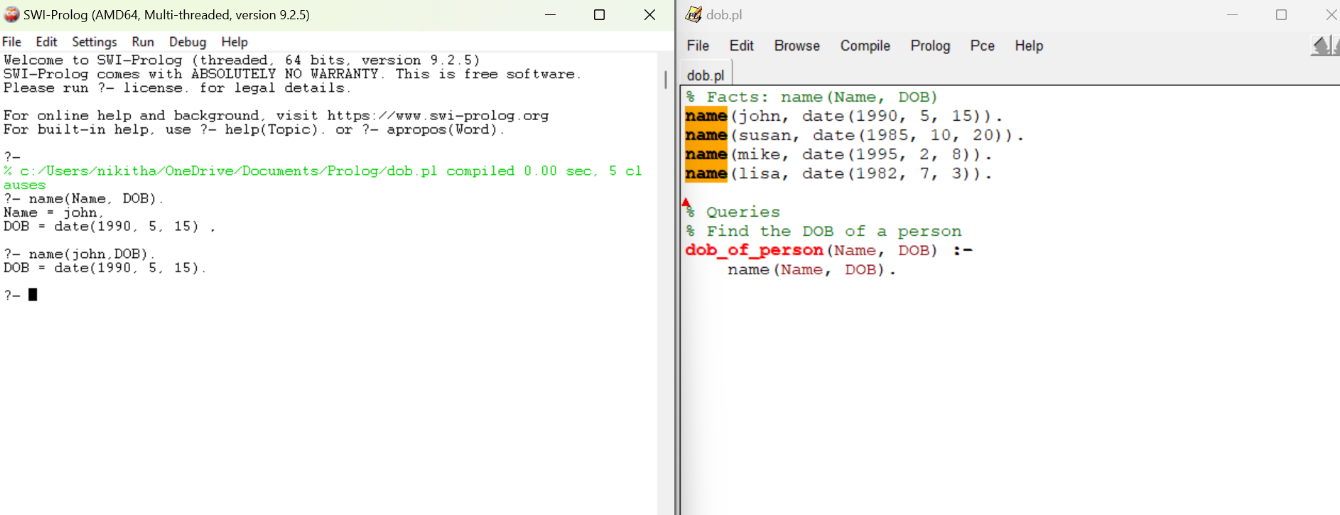 SWI-Prolog (AMD64, Multi-threaded, version 9.2.5)
File Edit Settings Run Debug Help
Welcome to SWI-Prolog (threaded, 64 bits, version 9.2.5)
SWI-Prolog comes with ABSOLUTELY NO WARRANTY. This is free software.
Please run ?- license. for legal details.
For online help and background, visit https://www.swi-prolog.org
For built-in help, use ?- help(Topic). or ?- apropos(Word).
?-
% c:/Users/nikitha/OneDrive/Documents/Prolog/dob.pl compiled 0.00 sec, 5 cl
auses
?- name(Name, DOB).
Name = john,
DOB = date(1990, 5, 15) ,
?- name(john,DOB).
DOB = date(1990, 5, 15).
?-
dob.pl
File Edit Browse Compile Prolog Pce Help
dob.pl
% Facts: name(Name, DOB)
name(john, date(1990, 5, 15)).
name(susan, date(1985, 10, 20)).
name(mike, date(1995, 2, 8)).
name(lisa, date(1982, 7, 3)).
% Queries
% Find the DOB of a person
dob_of_person(Name, DOB) :-
    name(Name, DOB).